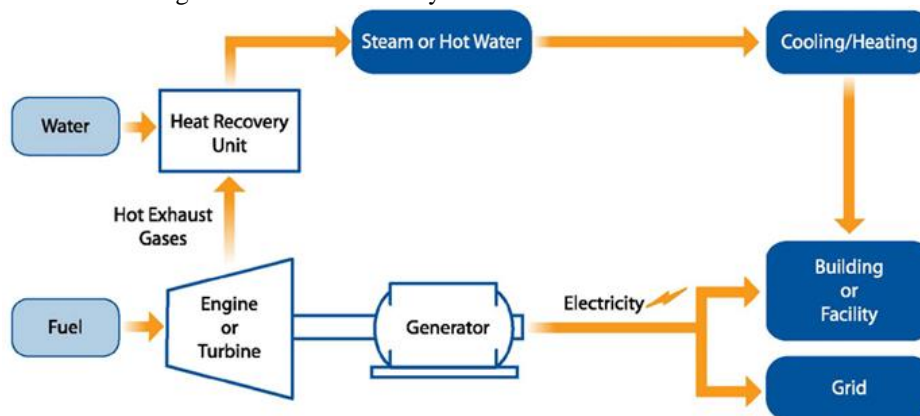 Steam or Hot Water
Cooling/Heating
Water
Heat Recovery
Unit
Hot Exhaust
Gases
Building
or
Facility
Fuel
Engine
or
Turbine
Generator
Electricity
Grid